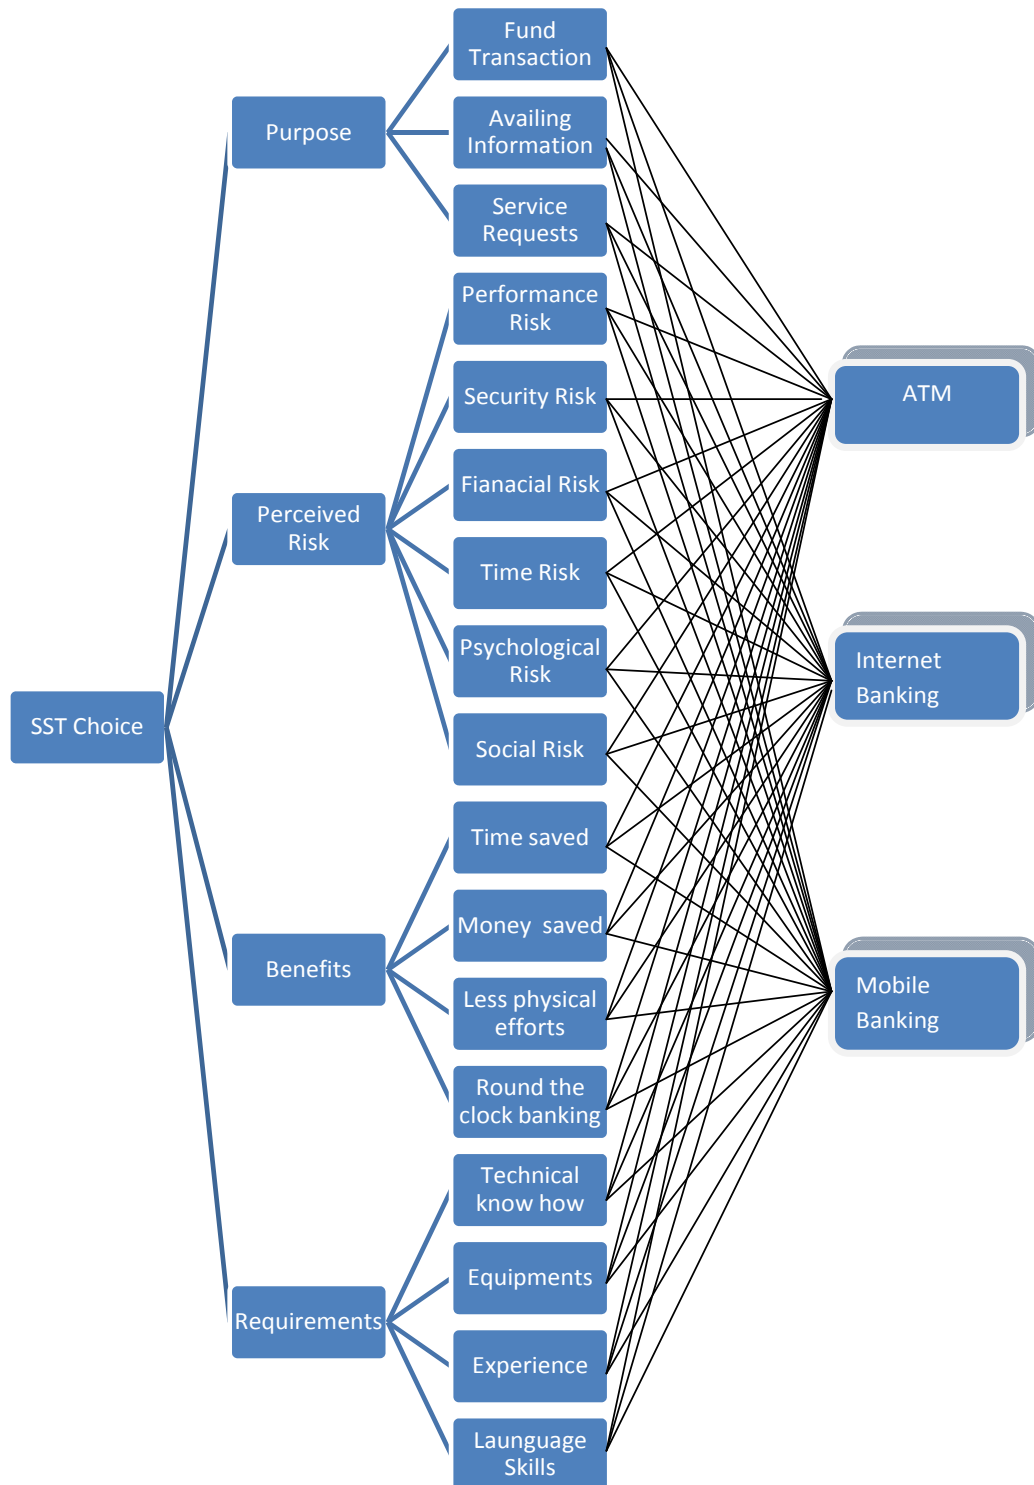 Fund
Transaction
Purpose
Availing
Information
Service
Requests
Performance
Risk
ATM
Security Risk
Fianacial Risk
Perceived
Risk
Time Risk
Psychological
Risk
Internet
Banking
SST Choice
Social Risk
Time saved
Money saved
Benefits
Less physical
efforts
Mobile
Banking
Round the
clock banking
Technical
know how
Equipments
Requirements
Experience
Launguage
Skills